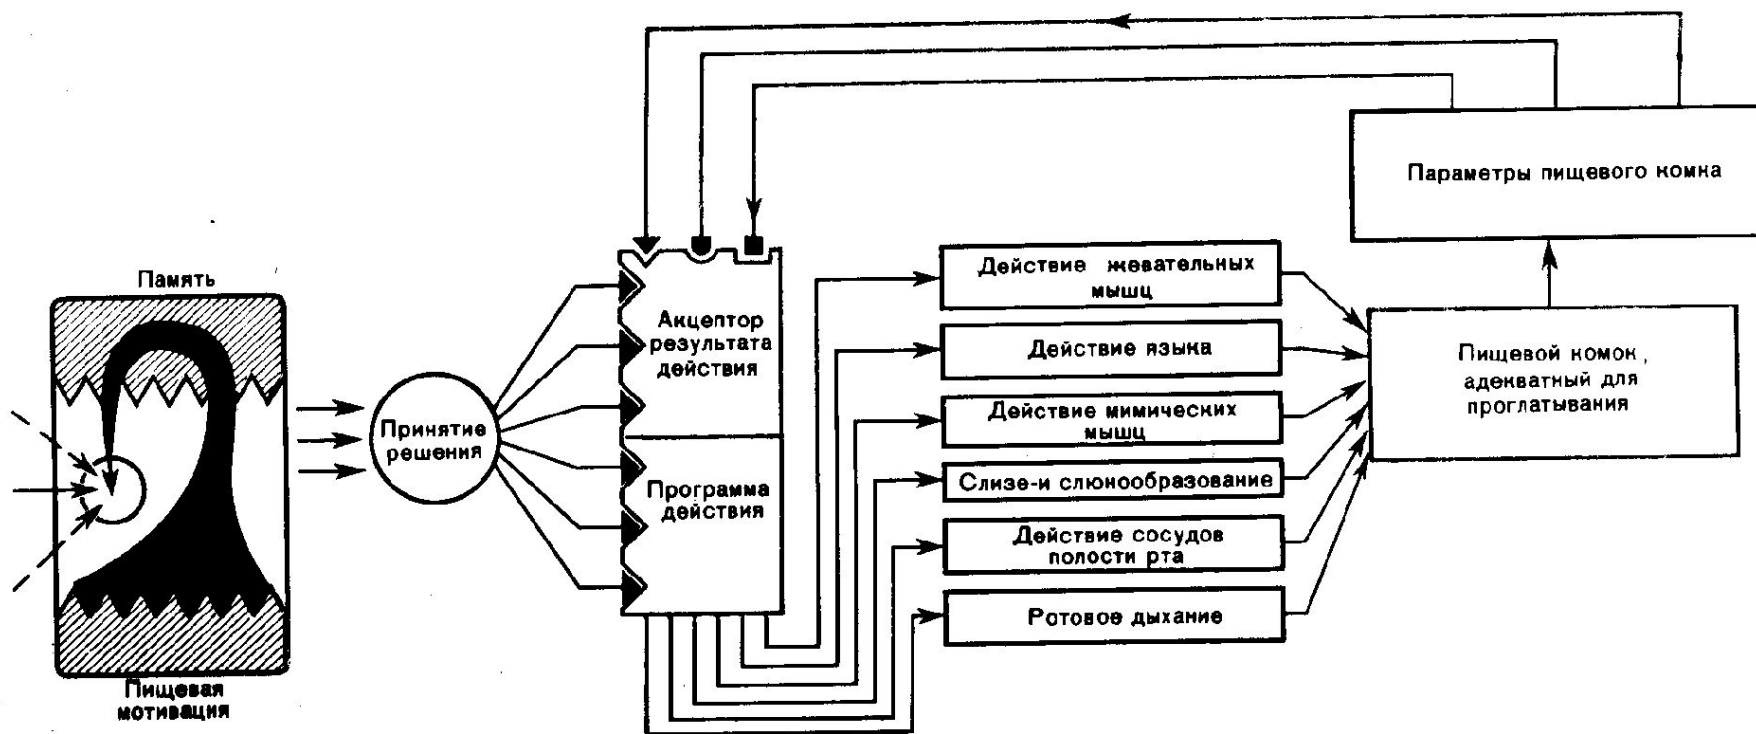 Память
Пищевая
мотивация
Принятие
решения
Акцептор
результата
действия
Программа
действия
Действие жевательных
мышц
Действие языка
Действие мимических
мышц
Слизе-и слюнообразование
Действие сосудов
полости рта
Ротовое дыхание
Параметры пищевого комка
Пищевой комок,
адекватный для
проглатывания